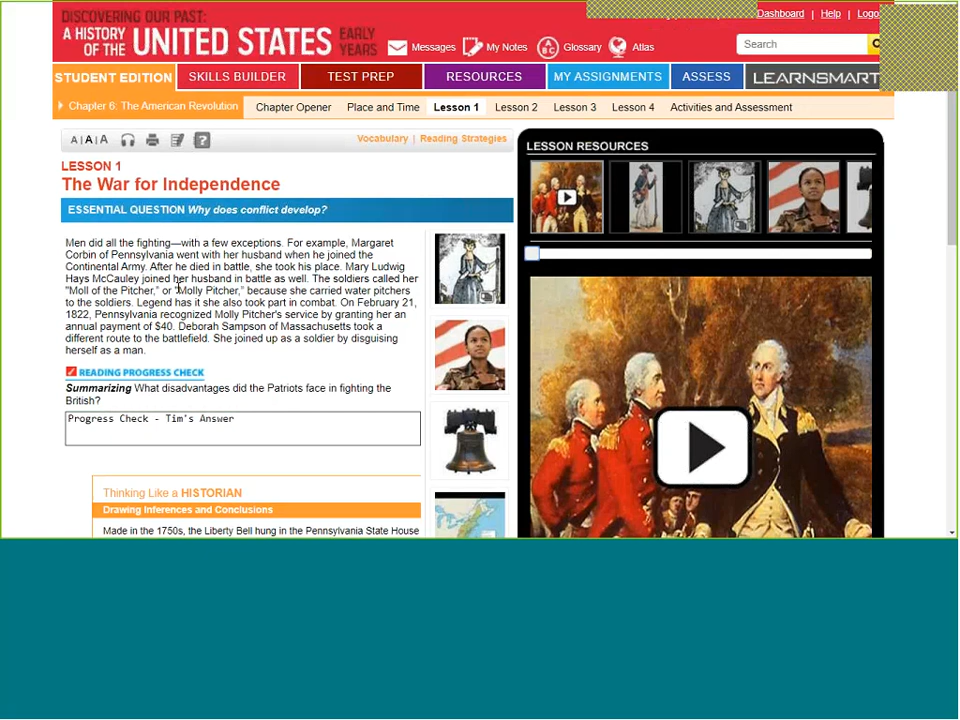 DISCOVERING OUR PAST:
A HISTORY OF THE UNITED STATES EARLY YEARS
Messages My Notes Glossary Atlas
Dashboard | Help | Logo
Search
STUDENT EDITION SKILLS BUILDER TEST PREP RESOURCES MY ASSIGNMENTS ASSESS LEARNSMART
Chapter 6: The American Revolution Chapter Opener Place and Time Lesson 1 Lesson 2 Lesson 3 Lesson 4 Activities and Assessment
A | A | A
?
Vocabulary | Reading Strategies
LESSON 1
The War for Independence
ESSENTIAL QUESTION Why does conflict develop?
Men did all the fighting—with a few exceptions. For example, Margaret
Corbin of Pennsylvania went with her husband when he joined the
Continental Army. After he died in battle, she took his place. Mary Ludwig
Hays McCauley joined her husband in battle as well. The soldiers called her
"Moll of the Pitcher," or "Molly Pitcher," because she carried water pitchers
to the soldiers. Legend has it she also took part in combat. On February 21,
1822, Pennsylvania recognized Molly Pitcher's service by granting her an
annual payment of $40. Deborah Sampson of Massachusetts took a
different route to the battlefield. She joined up as a soldier by disguising
herself as a man.
READING PROGRESS CHECK
Summarizing What disadvantages did the Patriots face in fighting the
British?
Progress Check - Tim's Answer
Thinking Like a HISTORIAN
Drawing Inferences and Conclusions
Made in the 1750s, the Liberty Bell hung in the Pennsylvania State House
LESSON RESOURCES